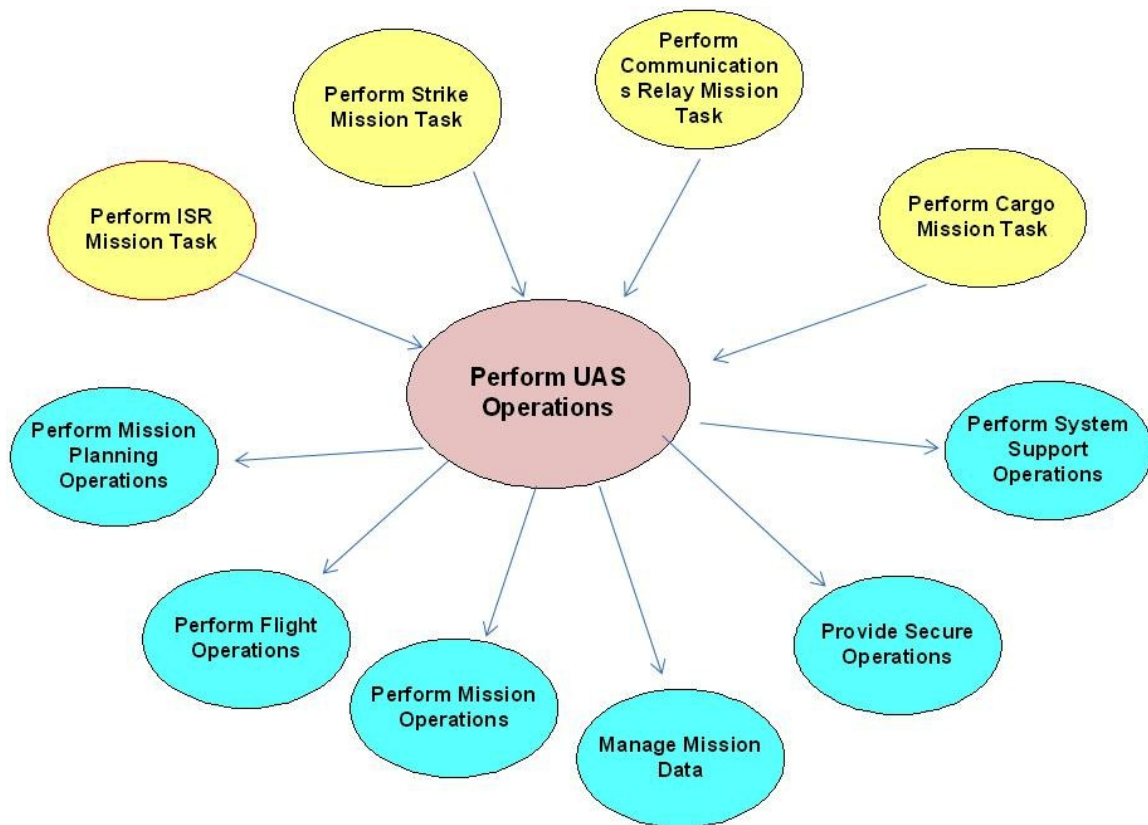 Perform
Communication
s Relay Mission
Task
Perform Strike
Mission Task
Perform ISR
Mission Task
Perform Cargo
Mission Task
Perform UAS
Operations
Perform Mission
Planning
Operations
Perform System
Support
Operations
Perform Flight
Operations
Provide Secure
Operations
Perform Mission
Operations
Manage Mission
Data